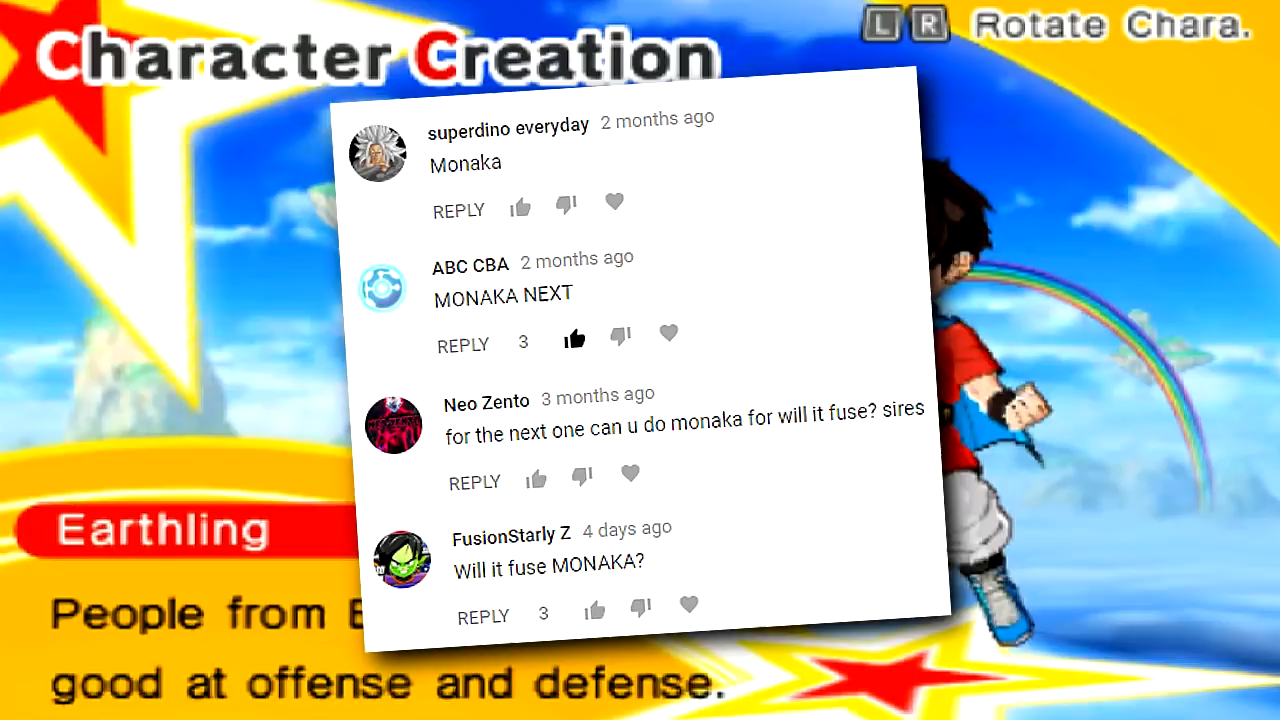 Character Creation
L R Rotate Chara.
superdino everyday 2 months ago
Monaka
REPLY
ABC CBA 2 months ago
MONAKA NEXT
REPLY 3
Neo Zento 3 months ago
for the next one can u do monaka for will it fuse? sires
REPLY
FusionStarly Z 4 days ago
Will it fuse MONAKA?
REPLY 3
Earthling
People from
good at offense and defense.